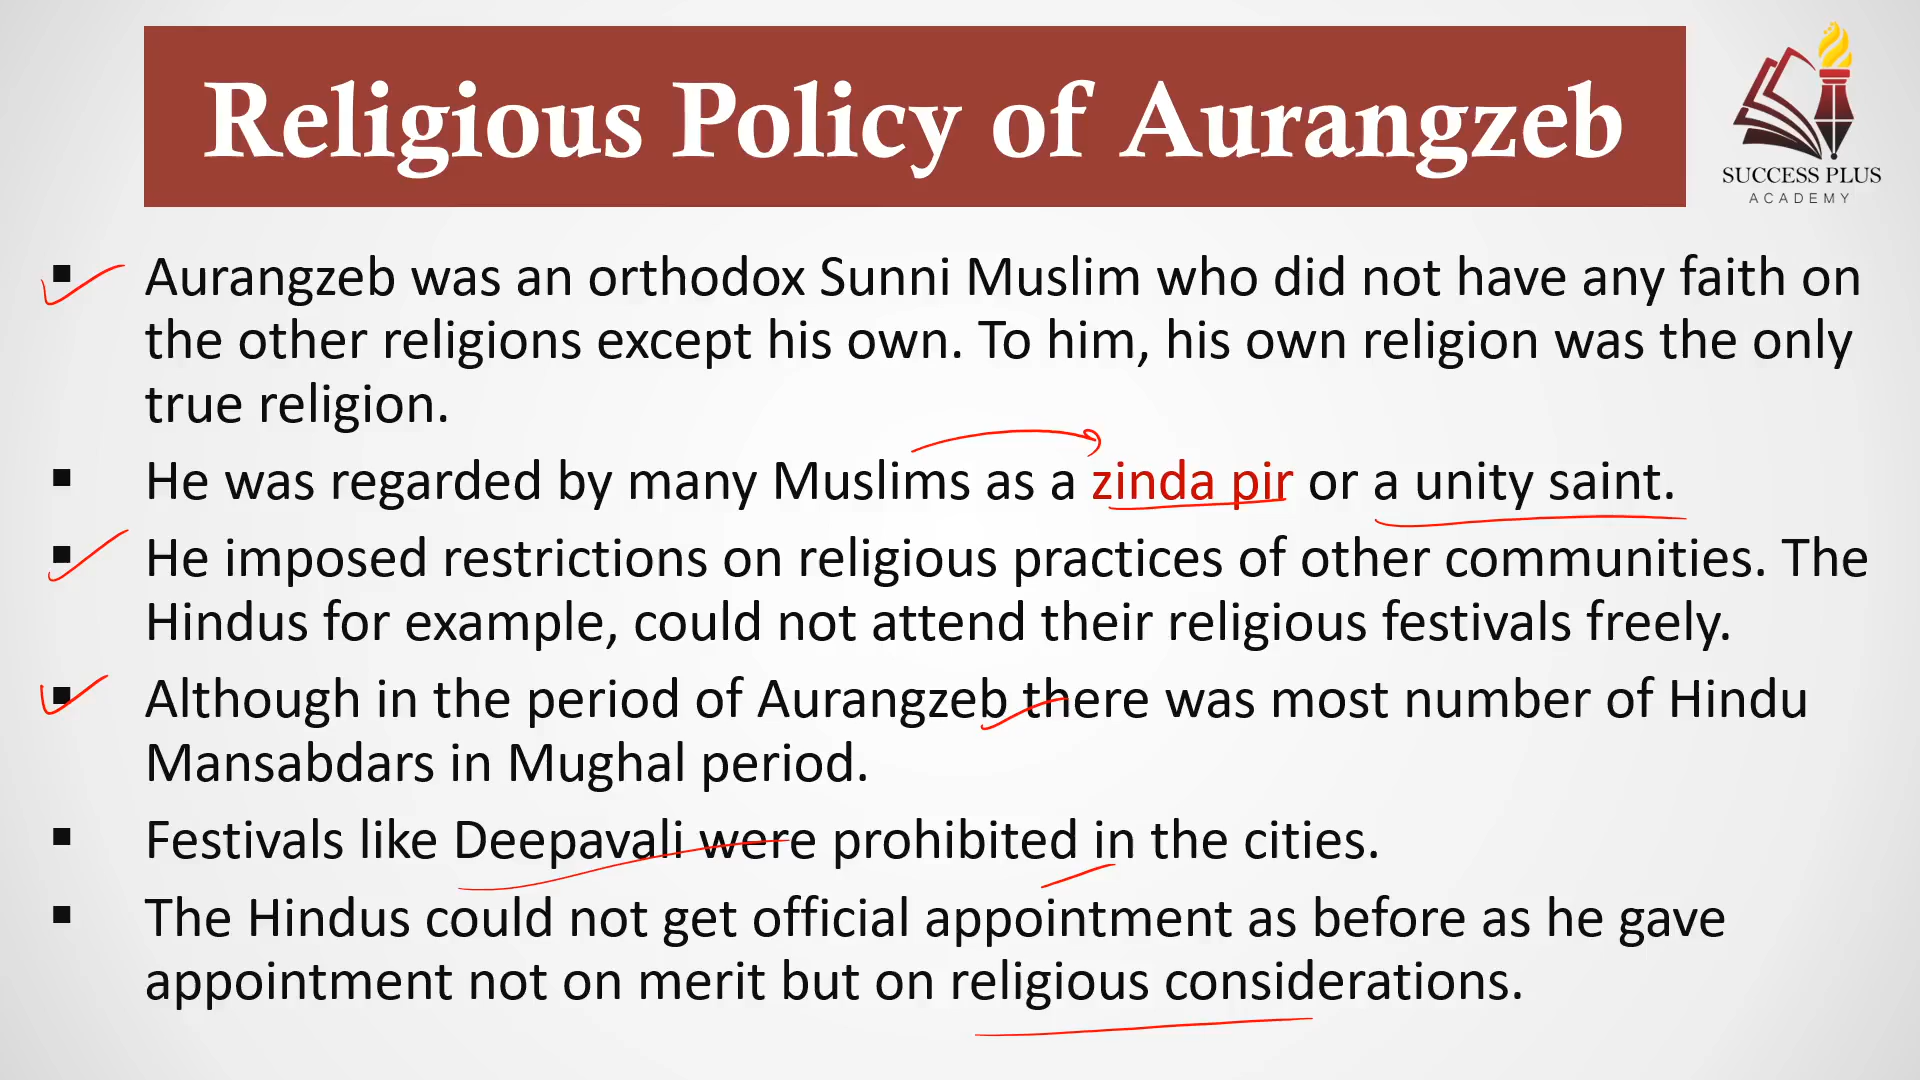 Religious Policy of Aurangzeb
SUCCESS PLUS
ACADEMY
▪ Aurangzeb was an orthodox Sunni Muslim who did not have any faith on
the other religions except his own. To him, his own religion was the only
true religion.
▪ He was regarded by many Muslims as a zinda pir or a unity saint.
▪ He imposed restrictions on religious practices of other communities. The
Hindus for example, could not attend their religious festivals freely.
▪ Although in the period of Aurangzeb there was most number of Hindu
Mansabdars in Mughal period.
▪ Festivals like Deepavali were prohibited in the cities.
▪ The Hindus could not get official appointment as before as he gave
appointment not on merit but on religious considerations.